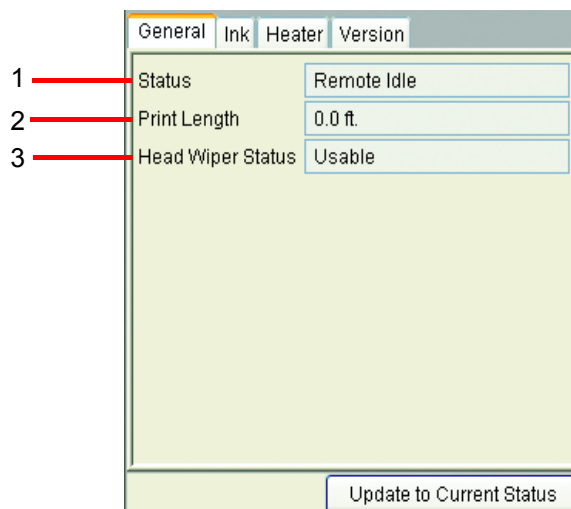 General Ink Heater Version
1 Status Remote Idle
2 Print Length 0.0 ft.
3 Head Wiper Status Usable
Update to Current Status